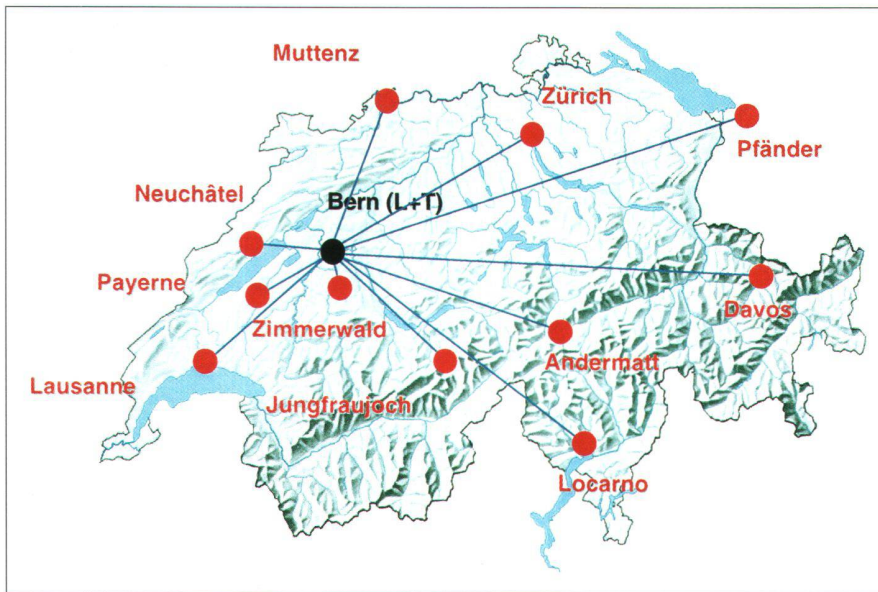 Muttenz
Zürich
Pfänder
Neuchâtel
Bern (L+T)
Payerne
Zimmerwald
Davos
Andermatt
Lausanne
Jungfraujoch
Locarno